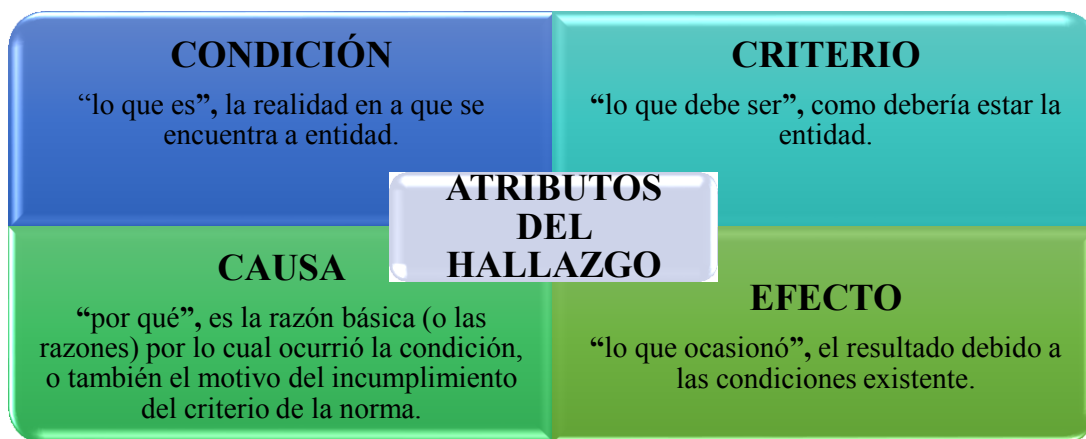 CONDICIÓN
“lo que es”, la realidad en a que se
encuentra a entidad.
CRITERIO
“lo que debe ser”, como debería estar la
entidad.
ATRIBUTOS
DEL
HALLAZGO
CAUSA
“por qué”, es la razón básica (o las
razones) por lo cual ocurrió la condición,
o también el motivo del incumplimiento
del criterio de la norma.
EFECTO
“lo que ocasionó”, el resultado debido a
las condiciones existente.